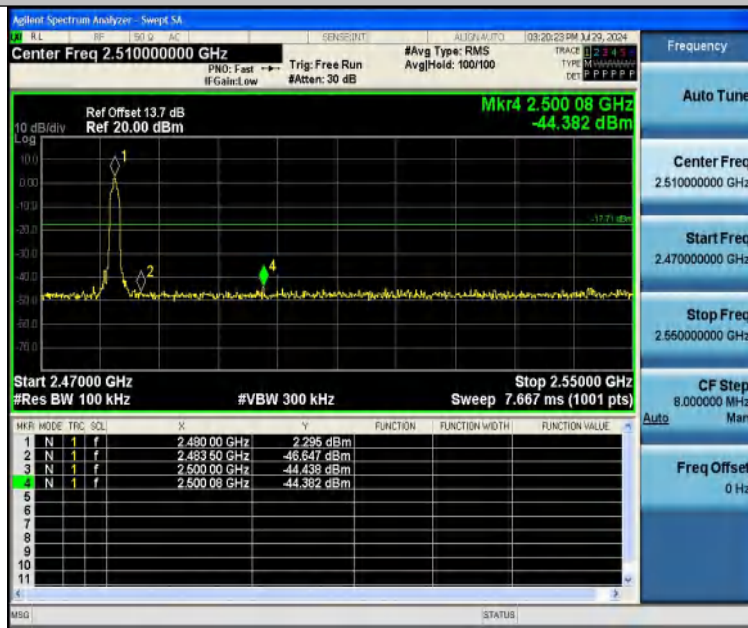 Agilent Spectrum Analyzer - Swept SA
RL RF 50 Ω AC SENSE:INT ALIGN AUTO 03:20:23 PM Jul 29, 2024
Center Freq 2.510000000 GHz
PNO: Fast
IFGain:Low
Trig: Free Run
#Atten: 30 dB
#Avg Type: RMS
Avg|Hold: 100/100
TRACE 1 2 3 4 5
TYPE M
DET P P P P P P
Ref Offset 13.7 dB
10 dB/div Ref 20.00 dBm
Log
Mkr4 2.500 08 GHz
-44.382 dBm
10.0
0.00
-20.0
-30.0
-40.0
-50.0
-60.0
-70.0
1
2
4
-17.71 dBm
Start 2.47000 GHz Stop 2.55000 GHz
#Res BW 100 kHz #VBW 300 kHz Sweep 7.667 ms (1001 pts)
MKR MODE TRC SCL X Y FUNCTION FUNCTION WIDTH FUNCTION VALUE
1 N 1 f 2.480 00 GHz 2.295 dBm
2 N 1 f 2.483 50 GHz -46.647 dBm
3 N 1 f 2.500 00 GHz -44.438 dBm
4 N 1 f 2.500 08 GHz -44.382 dBm
5
6
7
8
9
10
11
MSG STATUS
Frequency
Auto Tune
Center Freq
2.510000000 GHz
Start Freq
2.470000000 GHz
Stop Freq
2.550000000 GHz
CF Step
8.000000 MHz
Auto Man
Freq Offset
0 Hz